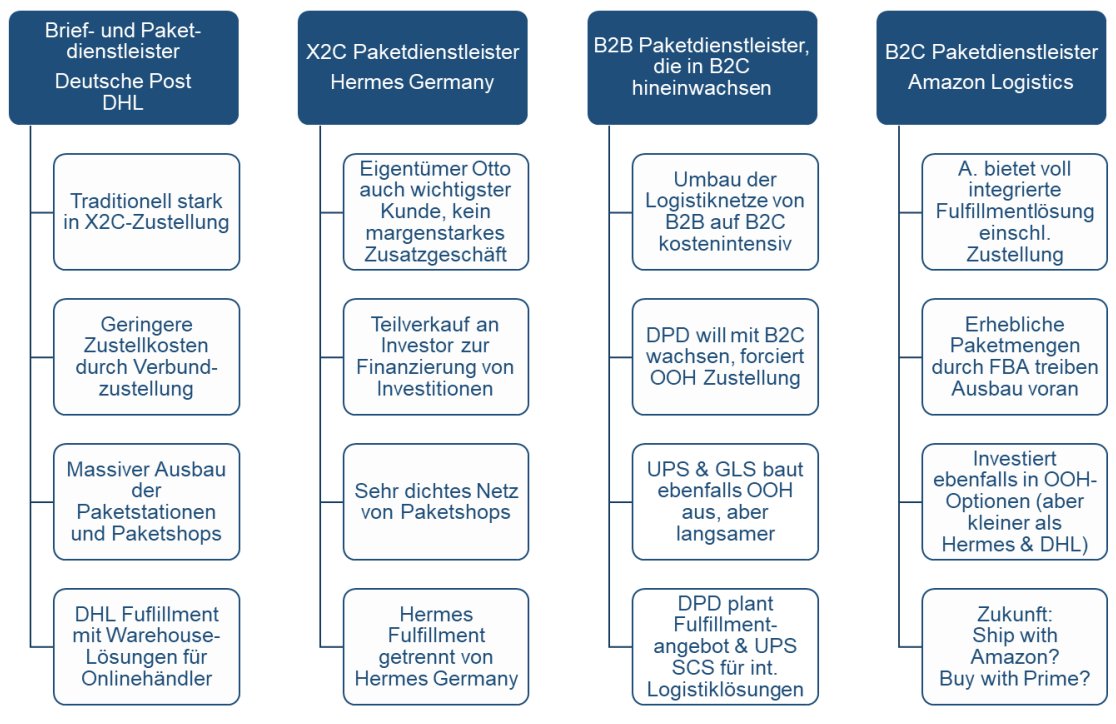 Brief- und Paket-
dienstleister
Deutsche Post
DHL
Traditionell stark
in X2C-Zustellung
Geringere
Zustellkosten
durch Verbund-
zustellung
Massiver Ausbau
der
Paketstationen
und Paketshops
DHL Fuflillment
mit Warehouse-
Lösungen für
Onlinehändler
X2C Paketdienstleister
Hermes Germany
Eigentümer Otto
auch wichtigster
Kunde, kein
margenstarkes
Zusatzgeschäft
Teilverkauf an
Investor zur
Finanzierung von
Investitionen
Sehr dichtes Netz
von Paketshops
Hermes
Fulfillment
getrennt von
Hermes Germany
B2B Paketdienstleister,
die in B2C
hineinwachsen
Umbau der
Logistiknetze von
B2B auf B2C
kostenintensiv
DPD will mit B2C
wachsen, forciert
OOH Zustellung
UPS & GLS baut
ebenfalls OOH
aus, aber
langsamer
DPD plant
Fulfillment-
angebot & UPS
SCS für int.
Logistiklösungen
B2C Paketdienstleister
Amazon Logistics
A. bietet voll
integrierte
Fulfillmentlösung
einschl.
Zustellung
Erhebliche
Paketmengen
durch FBA treiben
Ausbau voran
Investiert
ebenfalls in OOH-
Optionen (aber
kleiner als
Hermes & DHL)
Zukunft:
Ship with
Amazon?
Buy with Prime?